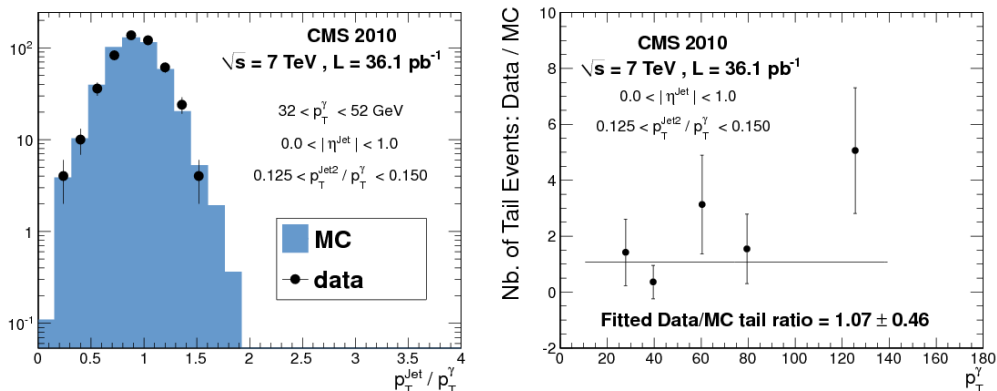 CMS 2010
√s = 7 TeV , L = 36.1 pb⁻¹
32 < p_T^γ < 52 GeV
0.0 < | η^Jet | < 1.0
0.125 < p_T^Jet2 / p_T^γ < 0.150
MC
data
10²
10
1
10⁻¹
0 0.5 1 1.5 2 2.5 3 3.5 4
p_T^Jet / p_T^γ
Nb. of Tail Events: Data / MC
10
8
6
4
2
0
-2
CMS 2010
√s = 7 TeV , L = 36.1 pb⁻¹
0.0 < | η^Jet | < 1.0
0.125 < p_T^Jet2 / p_T^γ < 0.150
Fitted Data/MC tail ratio = 1.07 ± 0.46
0 20 40 60 80 100 120 140 160 180
p_T^γ